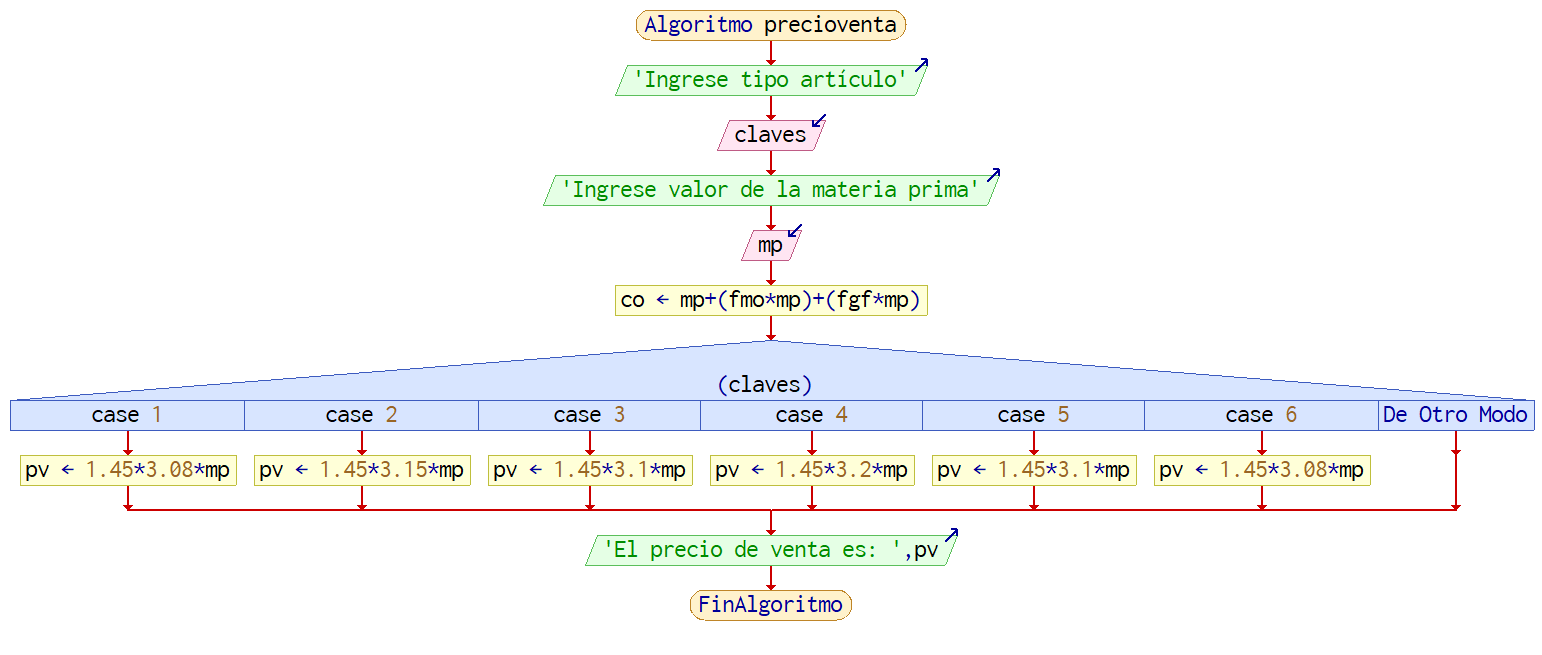 Algoritmo precioventa
'Ingrese tipo artículo'
claves
'Ingrese valor de la materia prima'
mp
co ← mp+(fmo*mp)+(fgf*mp)
(claves)
case 1 case 2 case 3 case 4 case 5 case 6 De Otro Modo
pv ← 1.45*3.08*mp pv ← 1.45*3.15*mp pv ← 1.45*3.1*mp pv ← 1.45*3.2*mp pv ← 1.45*3.1*mp pv ← 1.45*3.08*mp
'El precio de venta es: ',pv
FinAlgoritmo